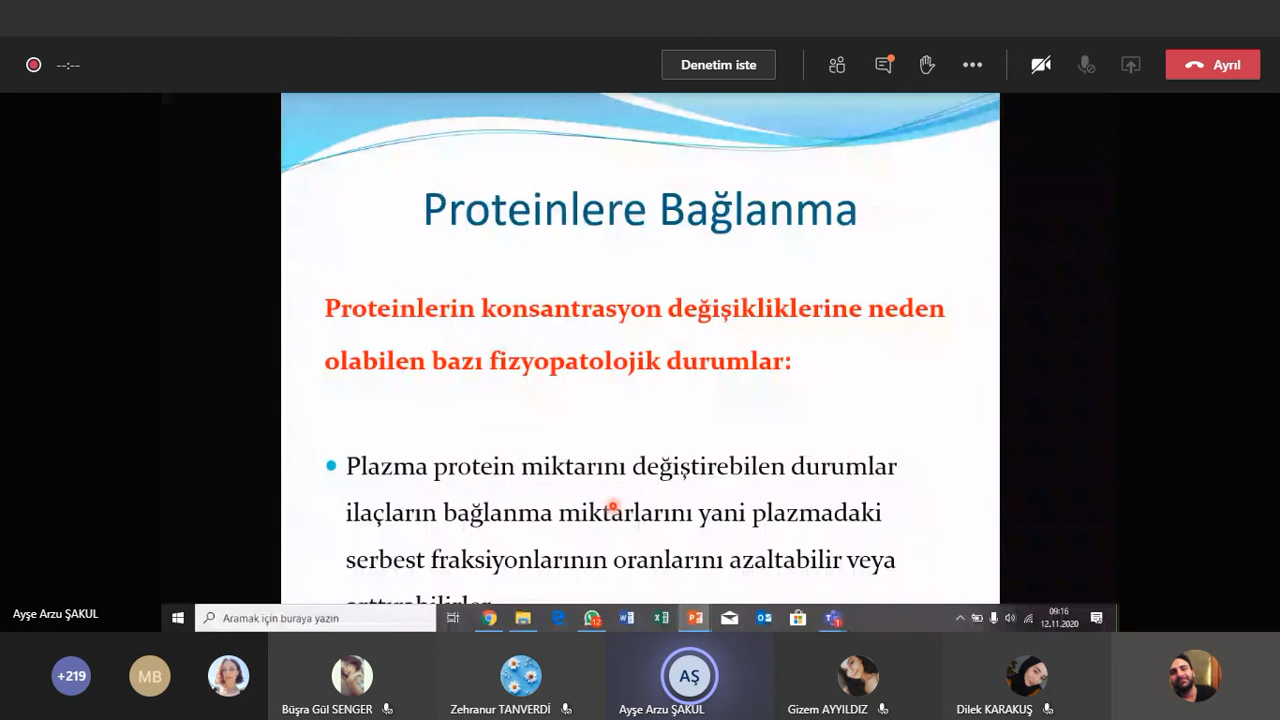 --:--
Denetim iste
Ayrıl
Proteinlere Bağlanma
Proteinlerin konsantrasyon değişikliklerine neden
olabilen bazı fizyopatolojik durumlar:
Plazma protein miktarını değiştirebilen durumlar
ilaçların bağlanma miktarlarını yani plazmadaki
serbest fraksiyonlarının oranlarını azaltabilir veya
Ayşe Arzu ŞAKUL
Aramak için buraya yazın
12
09:16
12.11.2020
+219
MB
AŞ
Büşra Gül SENGER
Zehranur TANVERDİ
Ayşe Arzu ŞAKUL
Gizem AYYILDIZ
Dilek KARAKUŞ